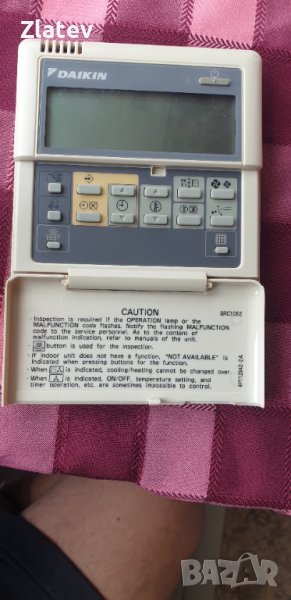 Zlatev
DAIKIN
TEST
CAUTION
BRC1C52
- Inspection is required if the OPERATION lamp or the
MALFUNCTION code flashes. Notify the flashing MALFUNCTION
code to the service personnel. As to the content of
malfunction indication, refer to manuals of the unit.
- button is used for the inspection.
- If indoor unit does not have a function, "NOT AVAILABLE" is
indicated when pressing buttons for the function.
- When is indicated, cooling/heating cannot be changed over.
- When is indicated, ON/OFF, temperature setting, and
timer operation, etc. are sometimes impossible to control.
BAZAR